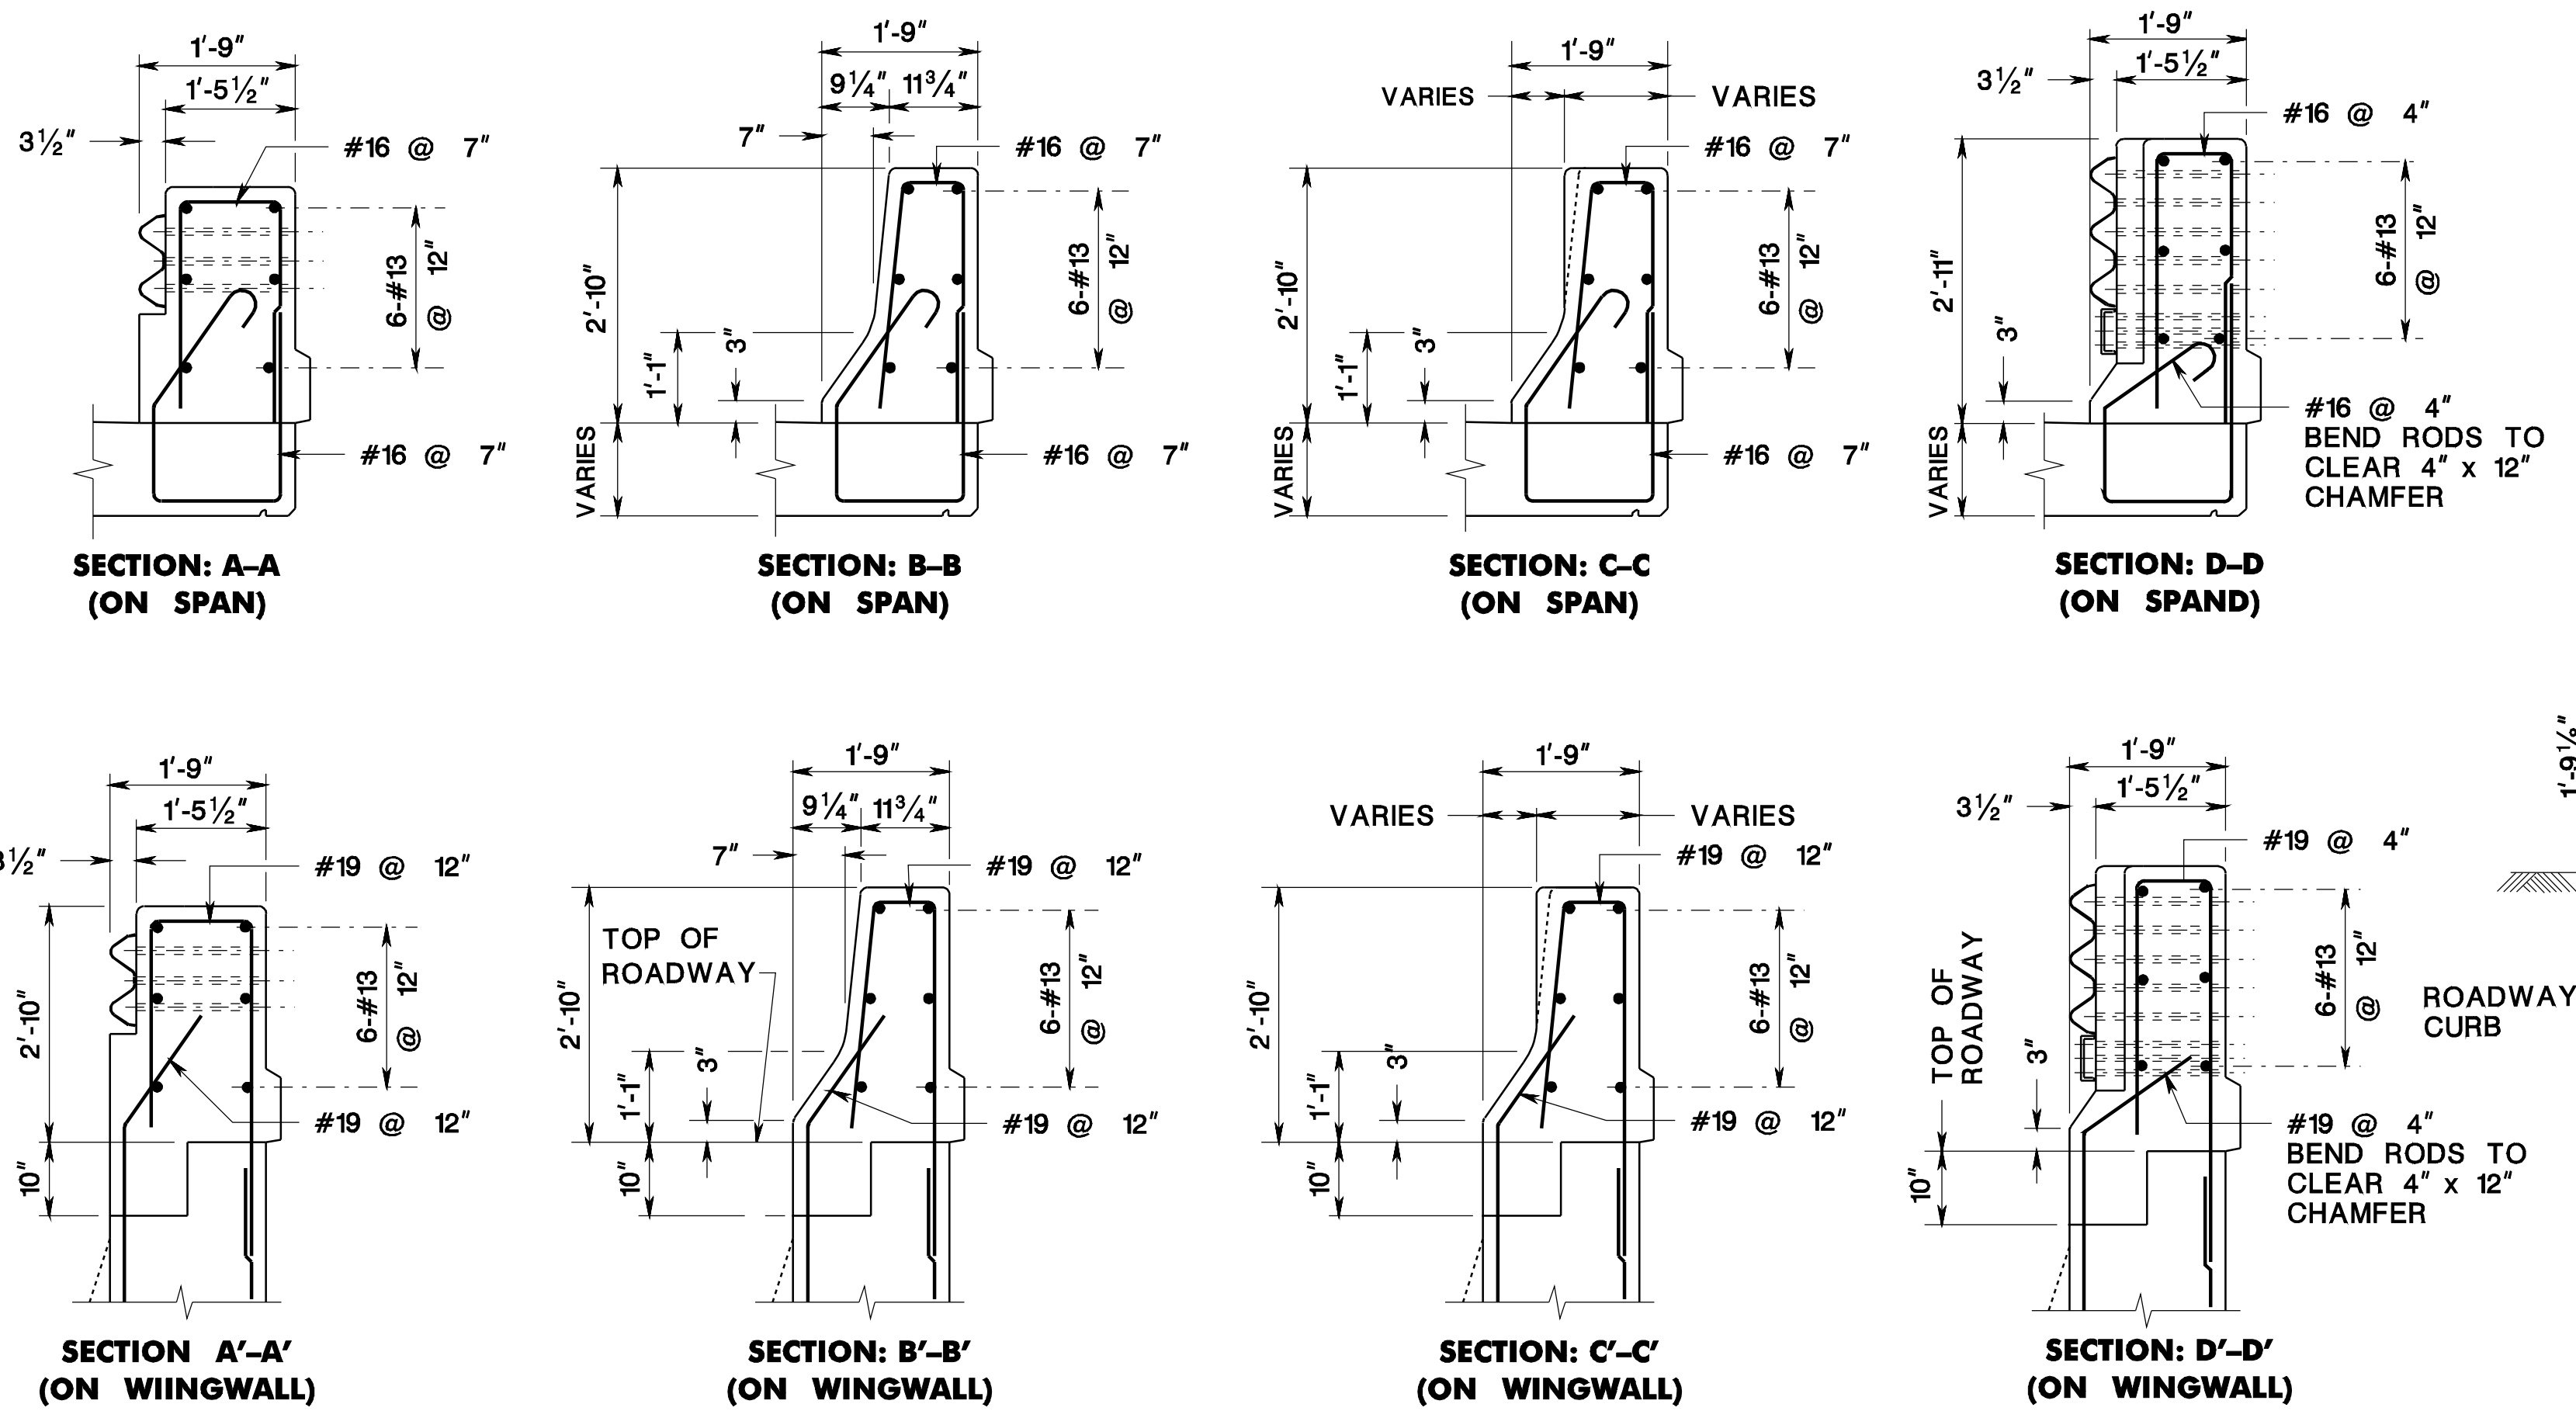 1′-9″
1′-5½″
3½″
#16 @ 7″
6-#13
@ 12″
#16 @ 7″
SECTION: A–A
(ON SPAN)
1′-9″
9¼″ 11¾″
7″
#16 @ 7″
2′-10″
1′-1″
3″
6-#13
@ 12″
VARIES
#16 @ 7″
SECTION: B–B
(ON SPAN)
1′-9″
VARIES VARIES
#16 @ 7″
2′-10″
1′-1″
3″
6-#13
@ 12″
VARIES
#16 @ 7″
SECTION: C–C
(ON SPAN)
1′-9″
1′-5½″
3½″
#16 @ 4″
2′-11″
3″
6-#13
@ 12″
VARIES
#16 @ 4″
BEND RODS TO
CLEAR 4″ x 12″
CHAMFER
SECTION: D–D
(ON SPAND)
1′-9″
1′-5½″
3½″
#19 @ 12″
2′-10″
6-#13
@ 12″
#19 @ 12″
10″
SECTION A′–A′
(ON WIINGWALL)
1′-9″
9¼″ 11¾″
7″
#19 @ 12″
TOP OF
ROADWAY
2′-10″
1′-1″
3″
6-#13
@ 12″
#19 @ 12″
10″
SECTION: B′–B′
(ON WINGWALL)
1′-9″
VARIES VARIES
#19 @ 12″
2′-10″
1′-1″
3″
6-#13
@ 12″
#19 @ 12″
10″
SECTION: C′–C′
(ON WINGWALL)
1′-9″
1′-5½″
3½″
#19 @ 4″
TOP OF
ROADWAY
3″
6-#13
@ 12″
10″
#19 @ 4″
BEND RODS TO
CLEAR 4″ x 12″
CHAMFER
SECTION: D′–D′
(ON WINGWALL)
1′-9½″
ROADWAY
CURB